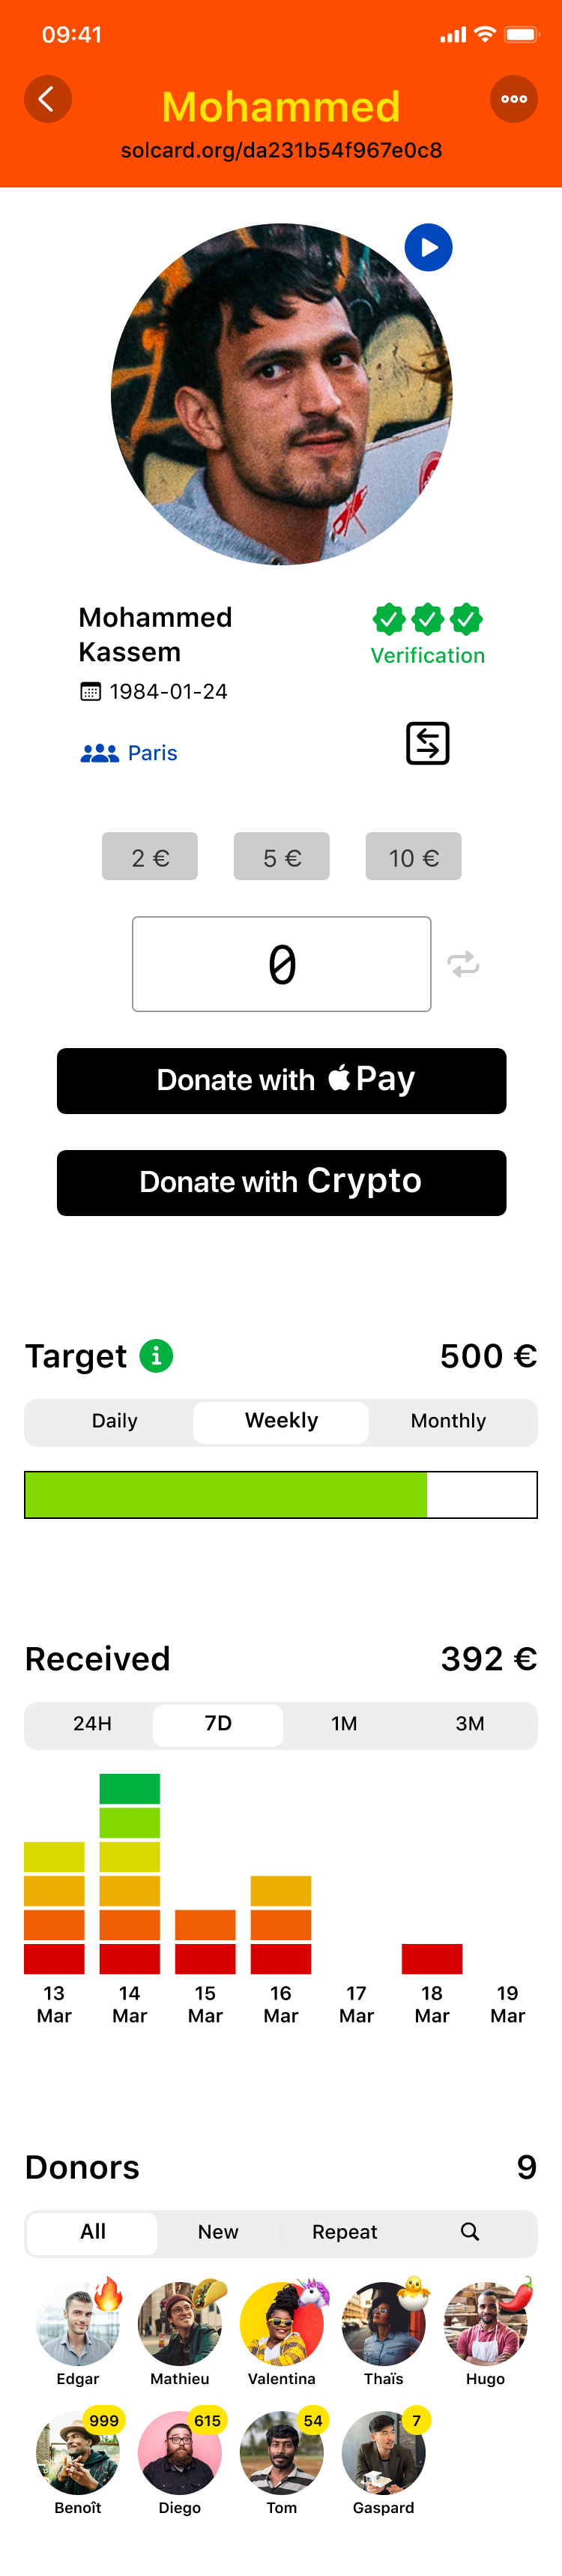 09:41
Mohammed
solcard.org/da231b54f967e0c8
Mohammed
Kassem
Verification
1984-01-24
Paris
2 €
5 €
10 €
0
Donate with Pay
Donate with Crypto
Target
500 €
Daily
Weekly
Monthly
Received
392 €
24H
7D
1M
3M
13
Mar
14
Mar
15
Mar
16
Mar
17
Mar
18
Mar
19
Mar
Donors
9
All
New
Repeat
Edgar
Mathieu
Valentina
Thaïs
Hugo
999
615
54
7
Benoît
Diego
Tom
Gaspard